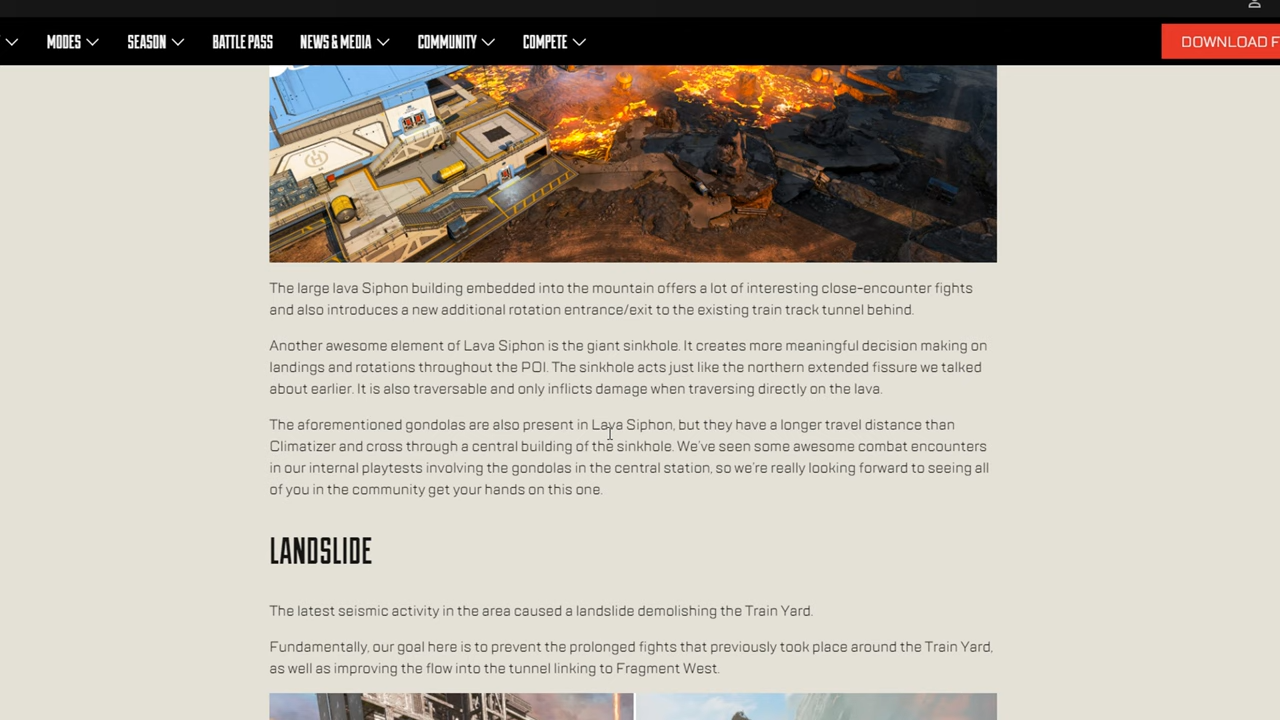 MODES
SEASON
BATTLE PASS
NEWS & MEDIA
COMMUNITY
COMPETE
DOWNLOAD F
The large lava Siphon building embedded into the mountain offers a lot of interesting close-encounter fights
and also introduces a new additional rotation entrance/exit to the existing train track tunnel behind.
Another awesome element of Lava Siphon is the giant sinkhole. It creates more meaningful decision making on
landings and rotations throughout the POI. The sinkhole acts just like the northern extended fissure we talked
about earlier. It is also traversable and only inflicts damage when traversing directly on the lava.
The aforementioned gondolas are also present in Lava Siphon, but they have a longer travel distance than
Climatizer and cross through a central building of the sinkhole. We've seen some awesome combat encounters
in our internal playtests involving the gondolas in the central station, so we're really looking forward to seeing all
of you in the community get your hands on this one.
LANDSLIDE
The latest seismic activity in the area caused a landslide demolishing the Train Yard.
Fundamentally, our goal here is to prevent the prolonged fights that previously took place around the Train Yard,
as well as improving the flow into the tunnel linking to Fragment West.